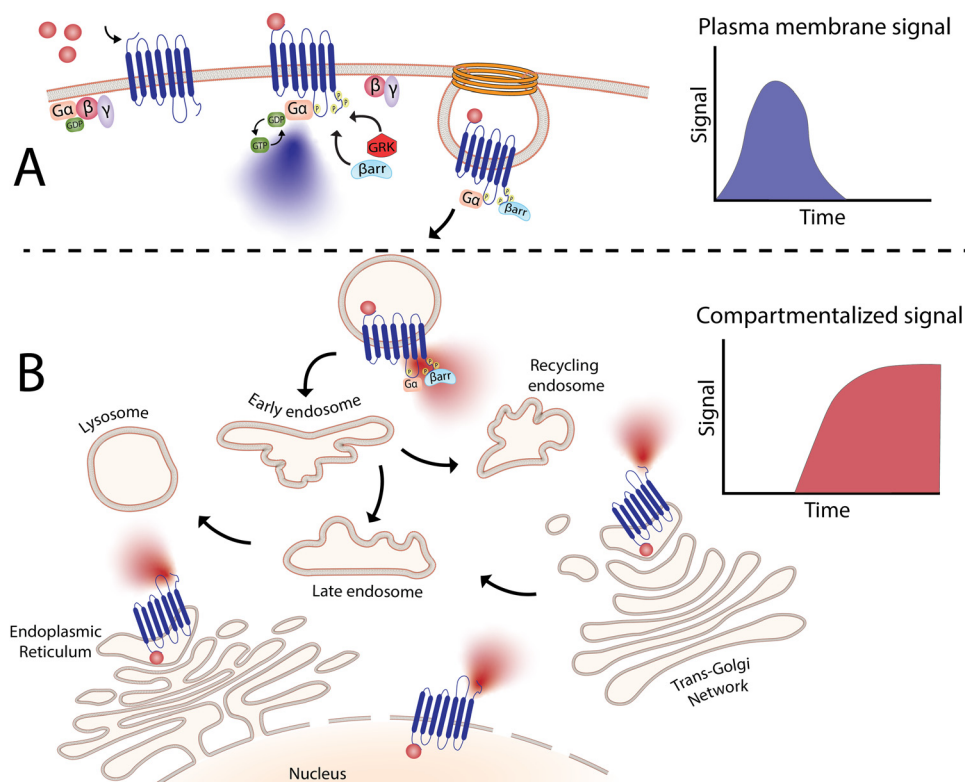 A
Gα
β
γ
GDP
GDP
GTP
Gα
P
P
P
P
β
γ
GRK
βarr
Gα
P
P
P
P
βarr
Plasma membrane signal
Signal
Time
B
Gα
P
P
P
P
βarr
Compartmentalized signal
Signal
Time
Lysosome
Early endosome
Recycling
endosome
Late endosome
Endoplasmic
Reticulum
Trans-Golgi
Network
Nucleus